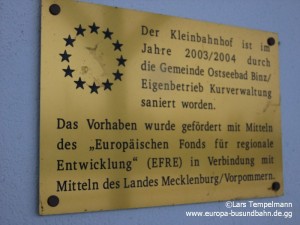 Der Kleinbahnhof ist im
Jahre 2003/2004 durch
die Gemeinde Ostseebad Binz/
Eigenbetrieb Kurverwaltung
saniert worden.
Das Vorhaben wurde gefördert mit Mitteln
des „Europäischen Fonds für regionale
Entwicklung“ (EFRE) in Verbindung mit
Mitteln des Landes Mecklenburg/Vorpommern.
©Lars Tempelmann
www.europa-busundbahn.de.gg